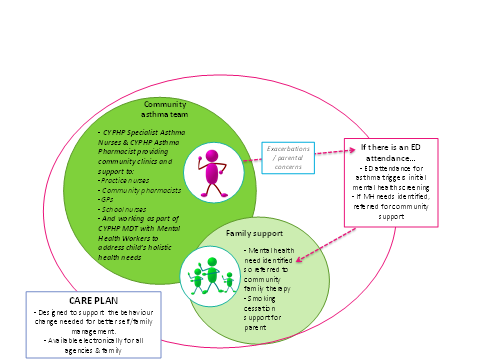 Community
asthma team
- CYPHP Specialist Asthma
Nurses & CYPHP Asthma
Pharmacist providing
community clinics and
support to:
- Practice nurses
- Community pharmacists
- GPs
- School nurses
- And working as part of
CYPHP MDT with Mental
Health Workers to
address child's holistic
health needs
Exacerbations
/ parental
concerns
If there is an ED
attendance...
- ED attendance for
asthma triggers initial
mental health screening
- If MH needs identified,
referred for community
support
Family support
- Mental health
need identified
so referred to
community
family therapy
- Smoking
cessation
support for
parent
CARE PLAN
- Designed to support the behaviour
change needed for better self/family
management.
- Available electronically for all
agencies & family